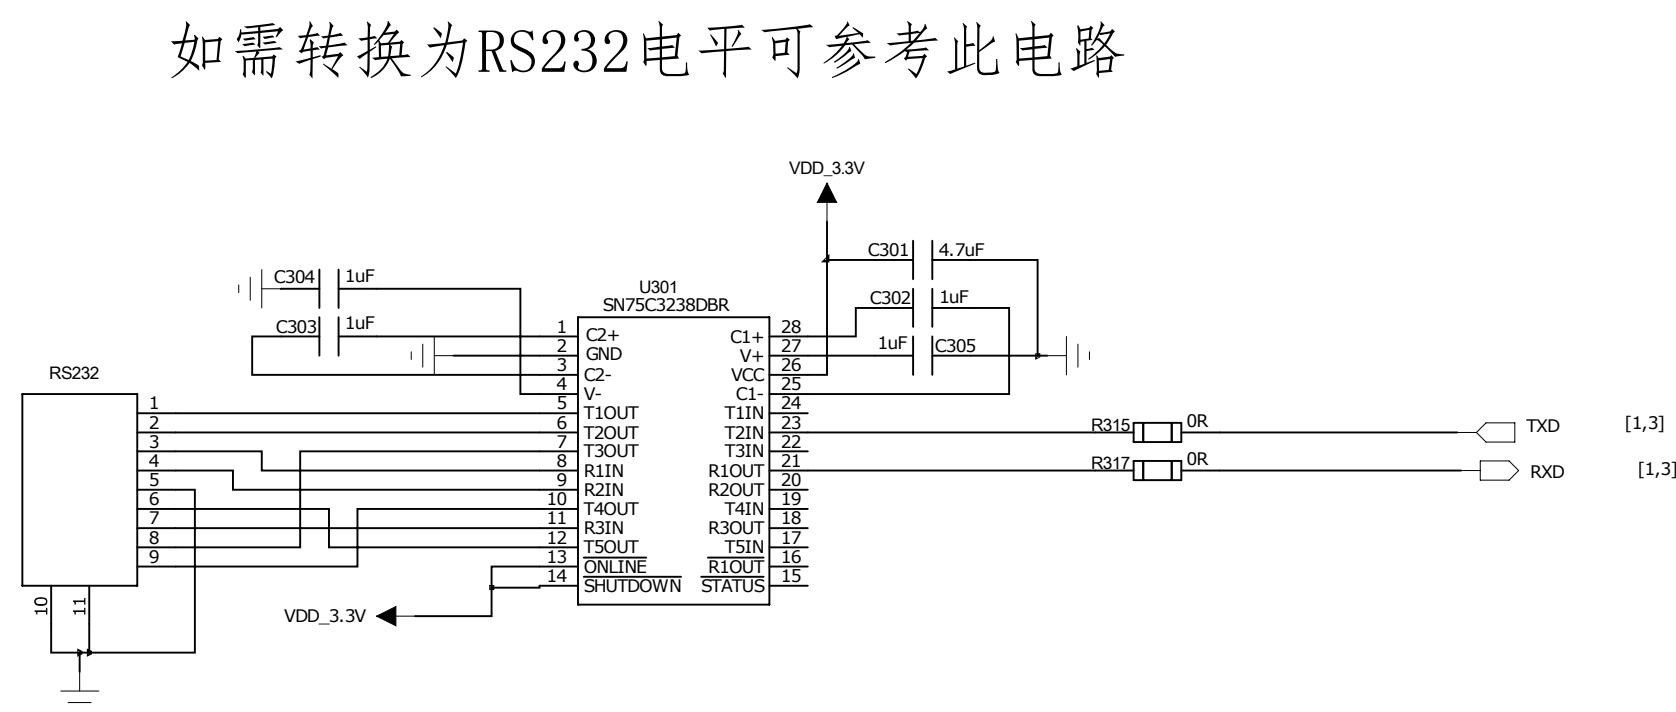 如需转换为RS232电平可参考此电路
VDD_3.3V
C301 4.7uF
C304 1uF
C302 1uF
C303 1uF
1uF C305
U301
SN75C3238DBR
1 C2+ C1+ 28
2 GND V+ 27
3 C2- VCC 26
4 V- C1- 25
5 T1OUT T1IN 24
6 T2OUT T2IN 23
7 T3OUT T3IN 22
8 R1IN R1OUT 21
9 R2IN R2OUT 20
10 T4OUT T4IN 19
11 R3IN R3OUT 18
12 T5OUT T5IN 17
13 ONLINE R1OUT 16
14 SHUTDOWN STATUS 15
RS232
1
2
3
4
5
6
7
8
9
10 11
VDD_3.3V
R315 0R TXD [1,3]
R317 0R RXD [1,3]